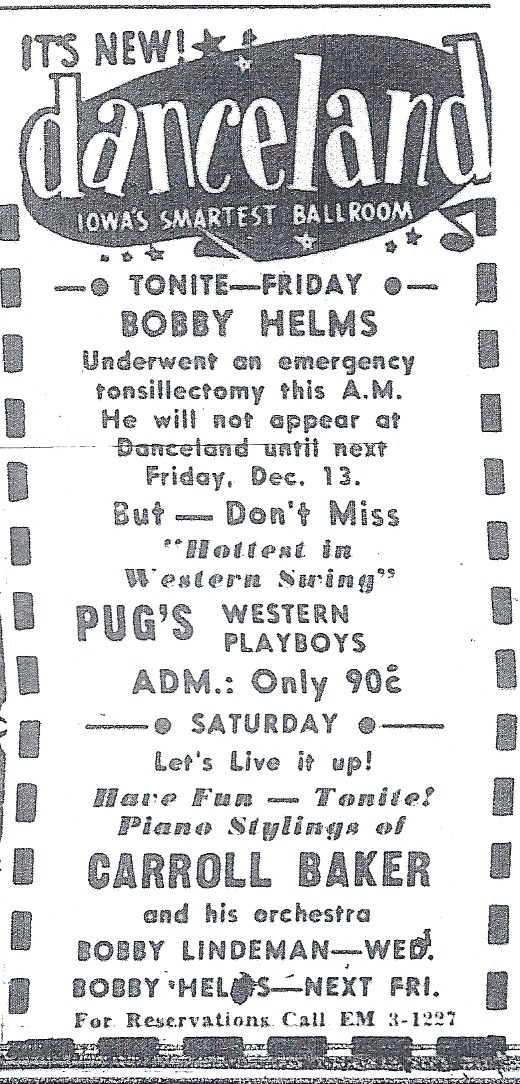 IT'S NEW!
danceland
IOWA'S SMARTEST BALLROOM
TONITE—FRIDAY
BOBBY HELMS
Underwent an emergency
tonsillectomy this A.M.
He will not appear at
Danceland until next
Friday, Dec. 13.
But — Don't Miss
"Hottest in
Western Swing"
PUG'S WESTERN
PLAYBOYS
ADM.: Only 90¢
SATURDAY
Let's Live it up!
Have Fun — Tonite!
Piano Stylings of
CARROLL BAKER
and his orchestra
BOBBY LINDEMAN—WED.
BOBBY HELMS—NEXT FRI.
For Reservations Call EM 3-1227